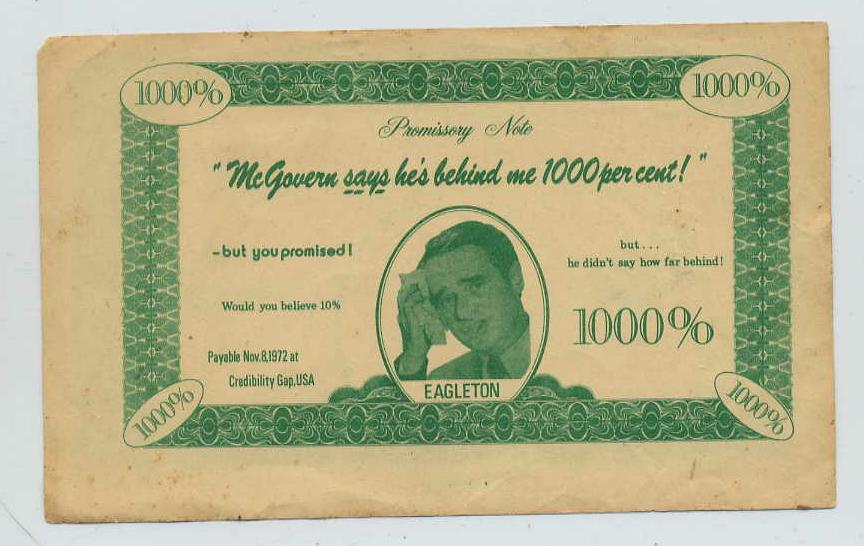 1000%
1000%
Promissory Note
" "McGovern says he's behind me 1000 per cent! "
-but you promised!
but...
he didn't say how far behind!
Would you believe 10%
1000%
Payable Nov.8,1972 at
Credibility Gap,USA
EAGLETON
1000%
1000%